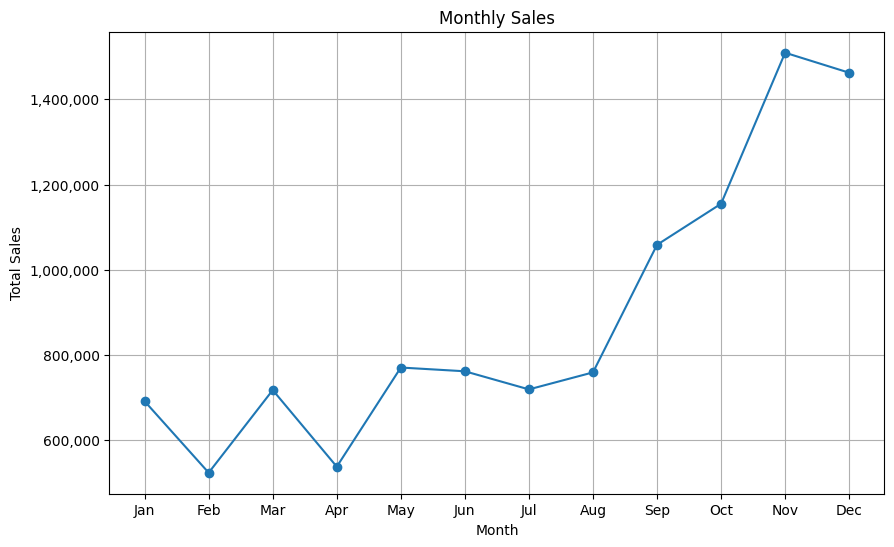 Monthly Sales
Total Sales
1,400,000
1,200,000
1,000,000
800,000
600,000
Jan Feb Mar Apr May Jun Jul Aug Sep Oct Nov Dec
Month